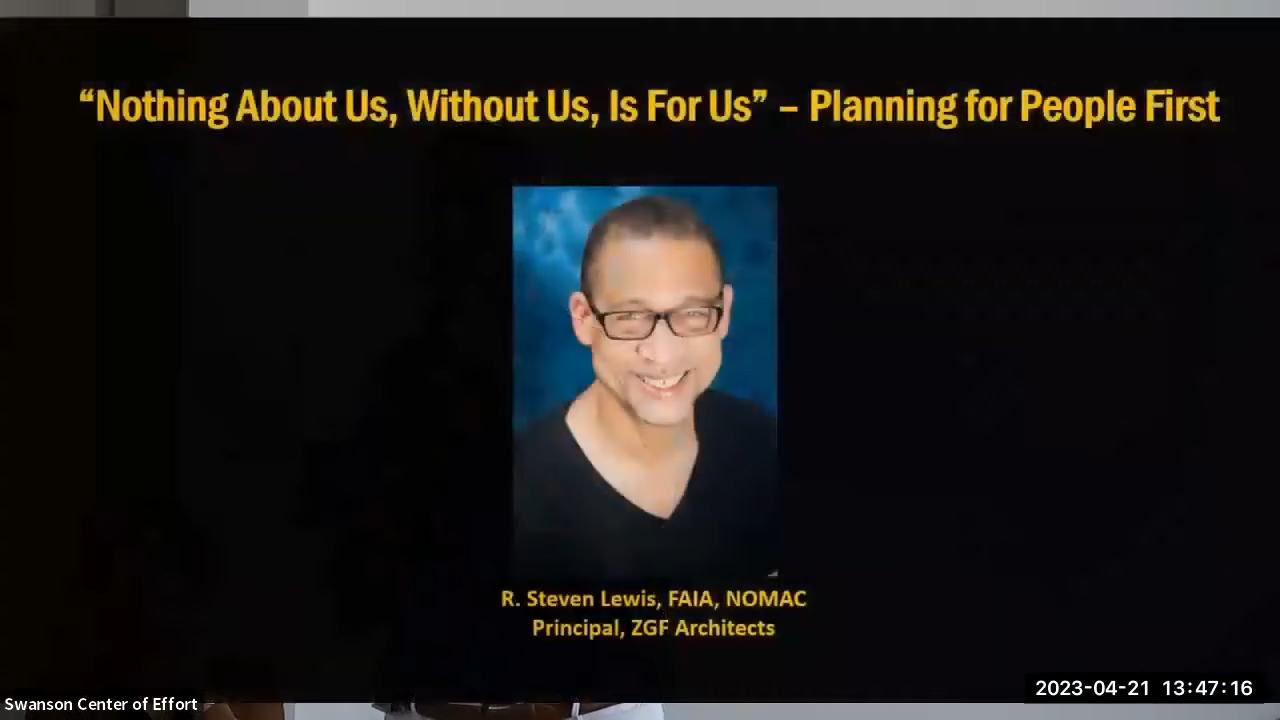 “Nothing About Us, Without Us, Is For Us” – Planning for People First
R. Steven Lewis, FAIA, NOMAC
Principal, ZGF Architects
Swanson Center of Effort
2023-04-21 13:47:16